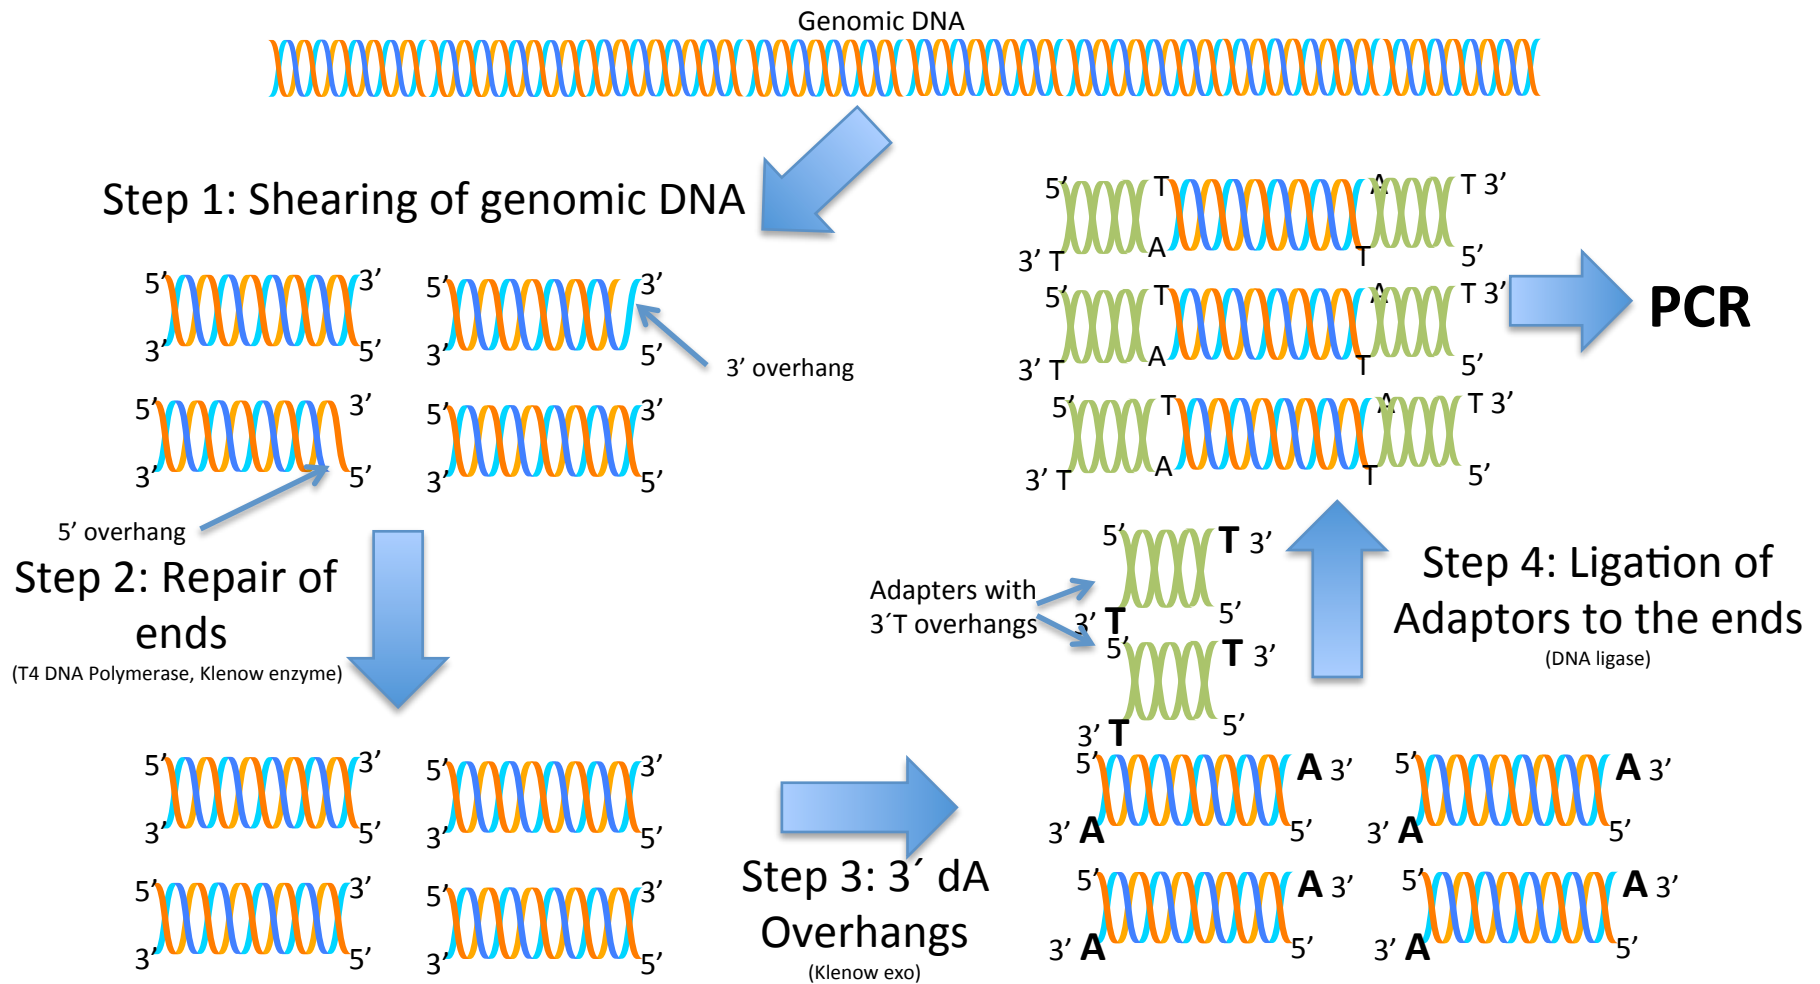 Genomic DNA
Step 1: Shearing of genomic DNA
5’ 3’ 5’ 3’
3’ 5’ 3’ 5’
3’ overhang
5’ 3’ 5’ 3’
3’ 5’ 3’ 5’
5’ overhang
Step 2: Repair of
ends
(T4 DNA Polymerase, Klenow enzyme)
5’ 3’ 5’ 3’
3’ 5’ 3’ 5’
5’ 3’ 5’ 3’
3’ 5’ 3’ 5’
Step 3: 3´ dA
Overhangs
(Klenow exo)
5’ A 3’ 5’ A 3’
3’ A 5’ 3’ A 5’
5’ A 3’ 5’ A 3’
3’ A 5’ 3’ A 5’
Adapters with
3´T overhangs
5’ T 3’
3’ T 5’
5’ T 3’
3’ T 5’
Step 4: Ligation of
Adaptors to the ends
(DNA ligase)
5’ T A T 3’
3’ T A T 5’
5’ T A T 3’
3’ T A T 5’
5’ T A T 3’
3’ T A T 5’
PCR